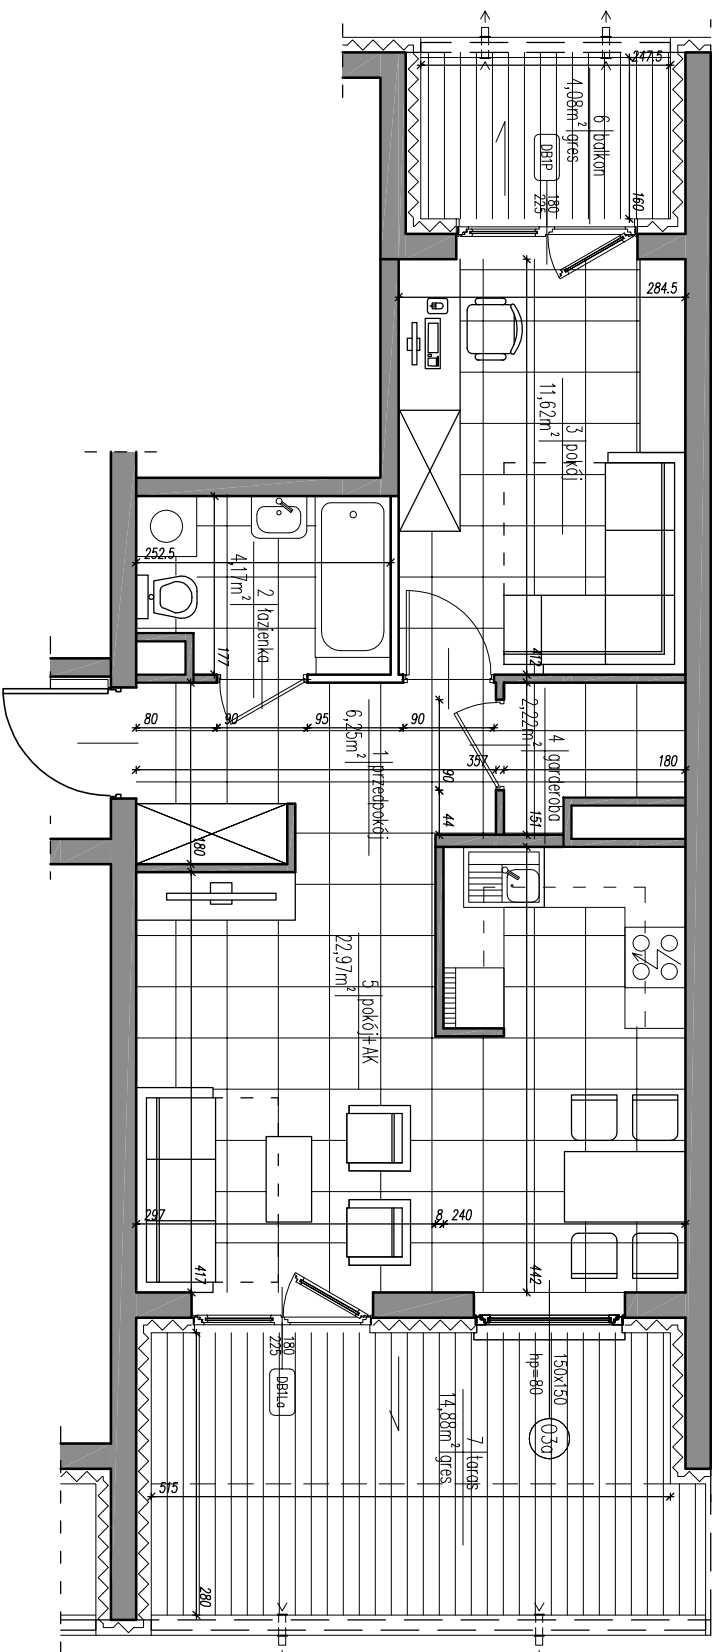 247.5
6 balkon
4,08m² gres
DB1P
180
225
160
284.5
3 pokój
11,62m²
412
252.5
2 łazienka
4,17m²
177
80
90
95
90
1 przedpokój
6,25m²
4 garderoba
2,22m²
357
180
90
44
151
180
5 pokój+AK
22,97m²
297
8
240
417
442
180
225
DB1La
150x150
hp=80
O3a
7 taras
14,88m² gres
515
280